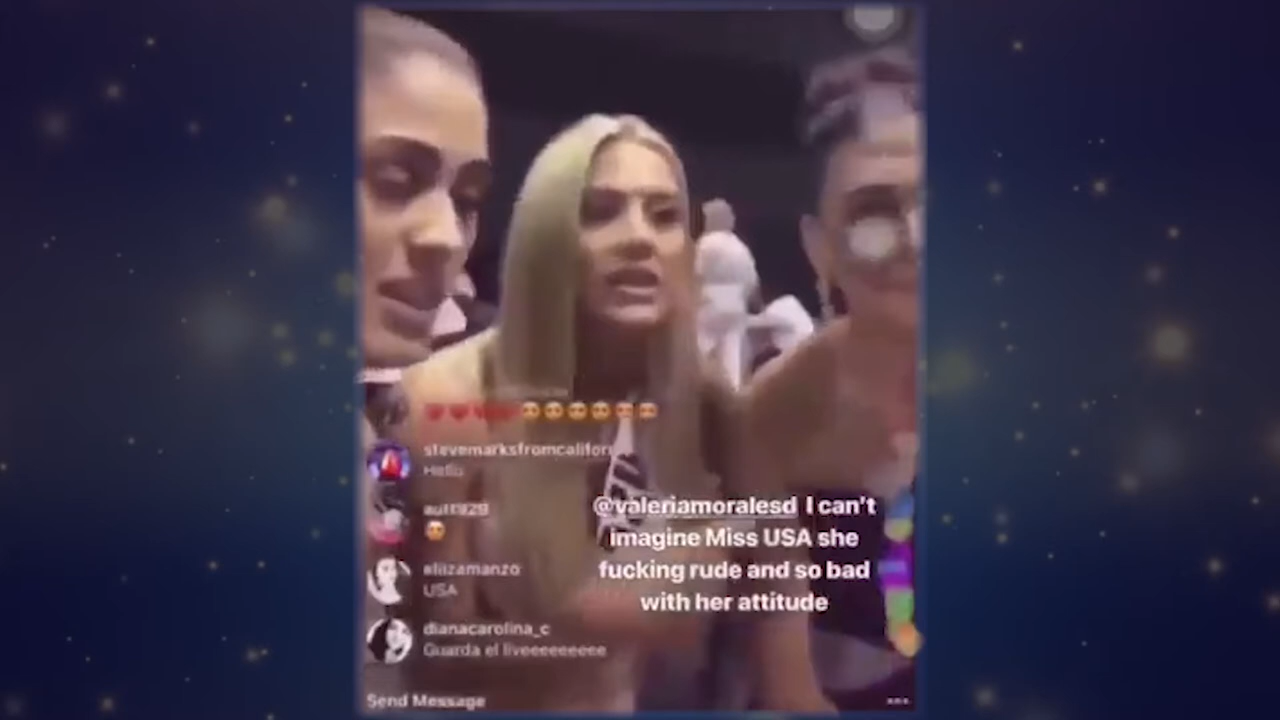 stevemarksfromcalifor
Hello
USA
@valeriamoralesd I can't
imagine Miss USA she
fucking rude and so bad
with her attitude
elizamanzo
USA
dianacarolina_c
Guarda el liveeeeeeeee
Send Message